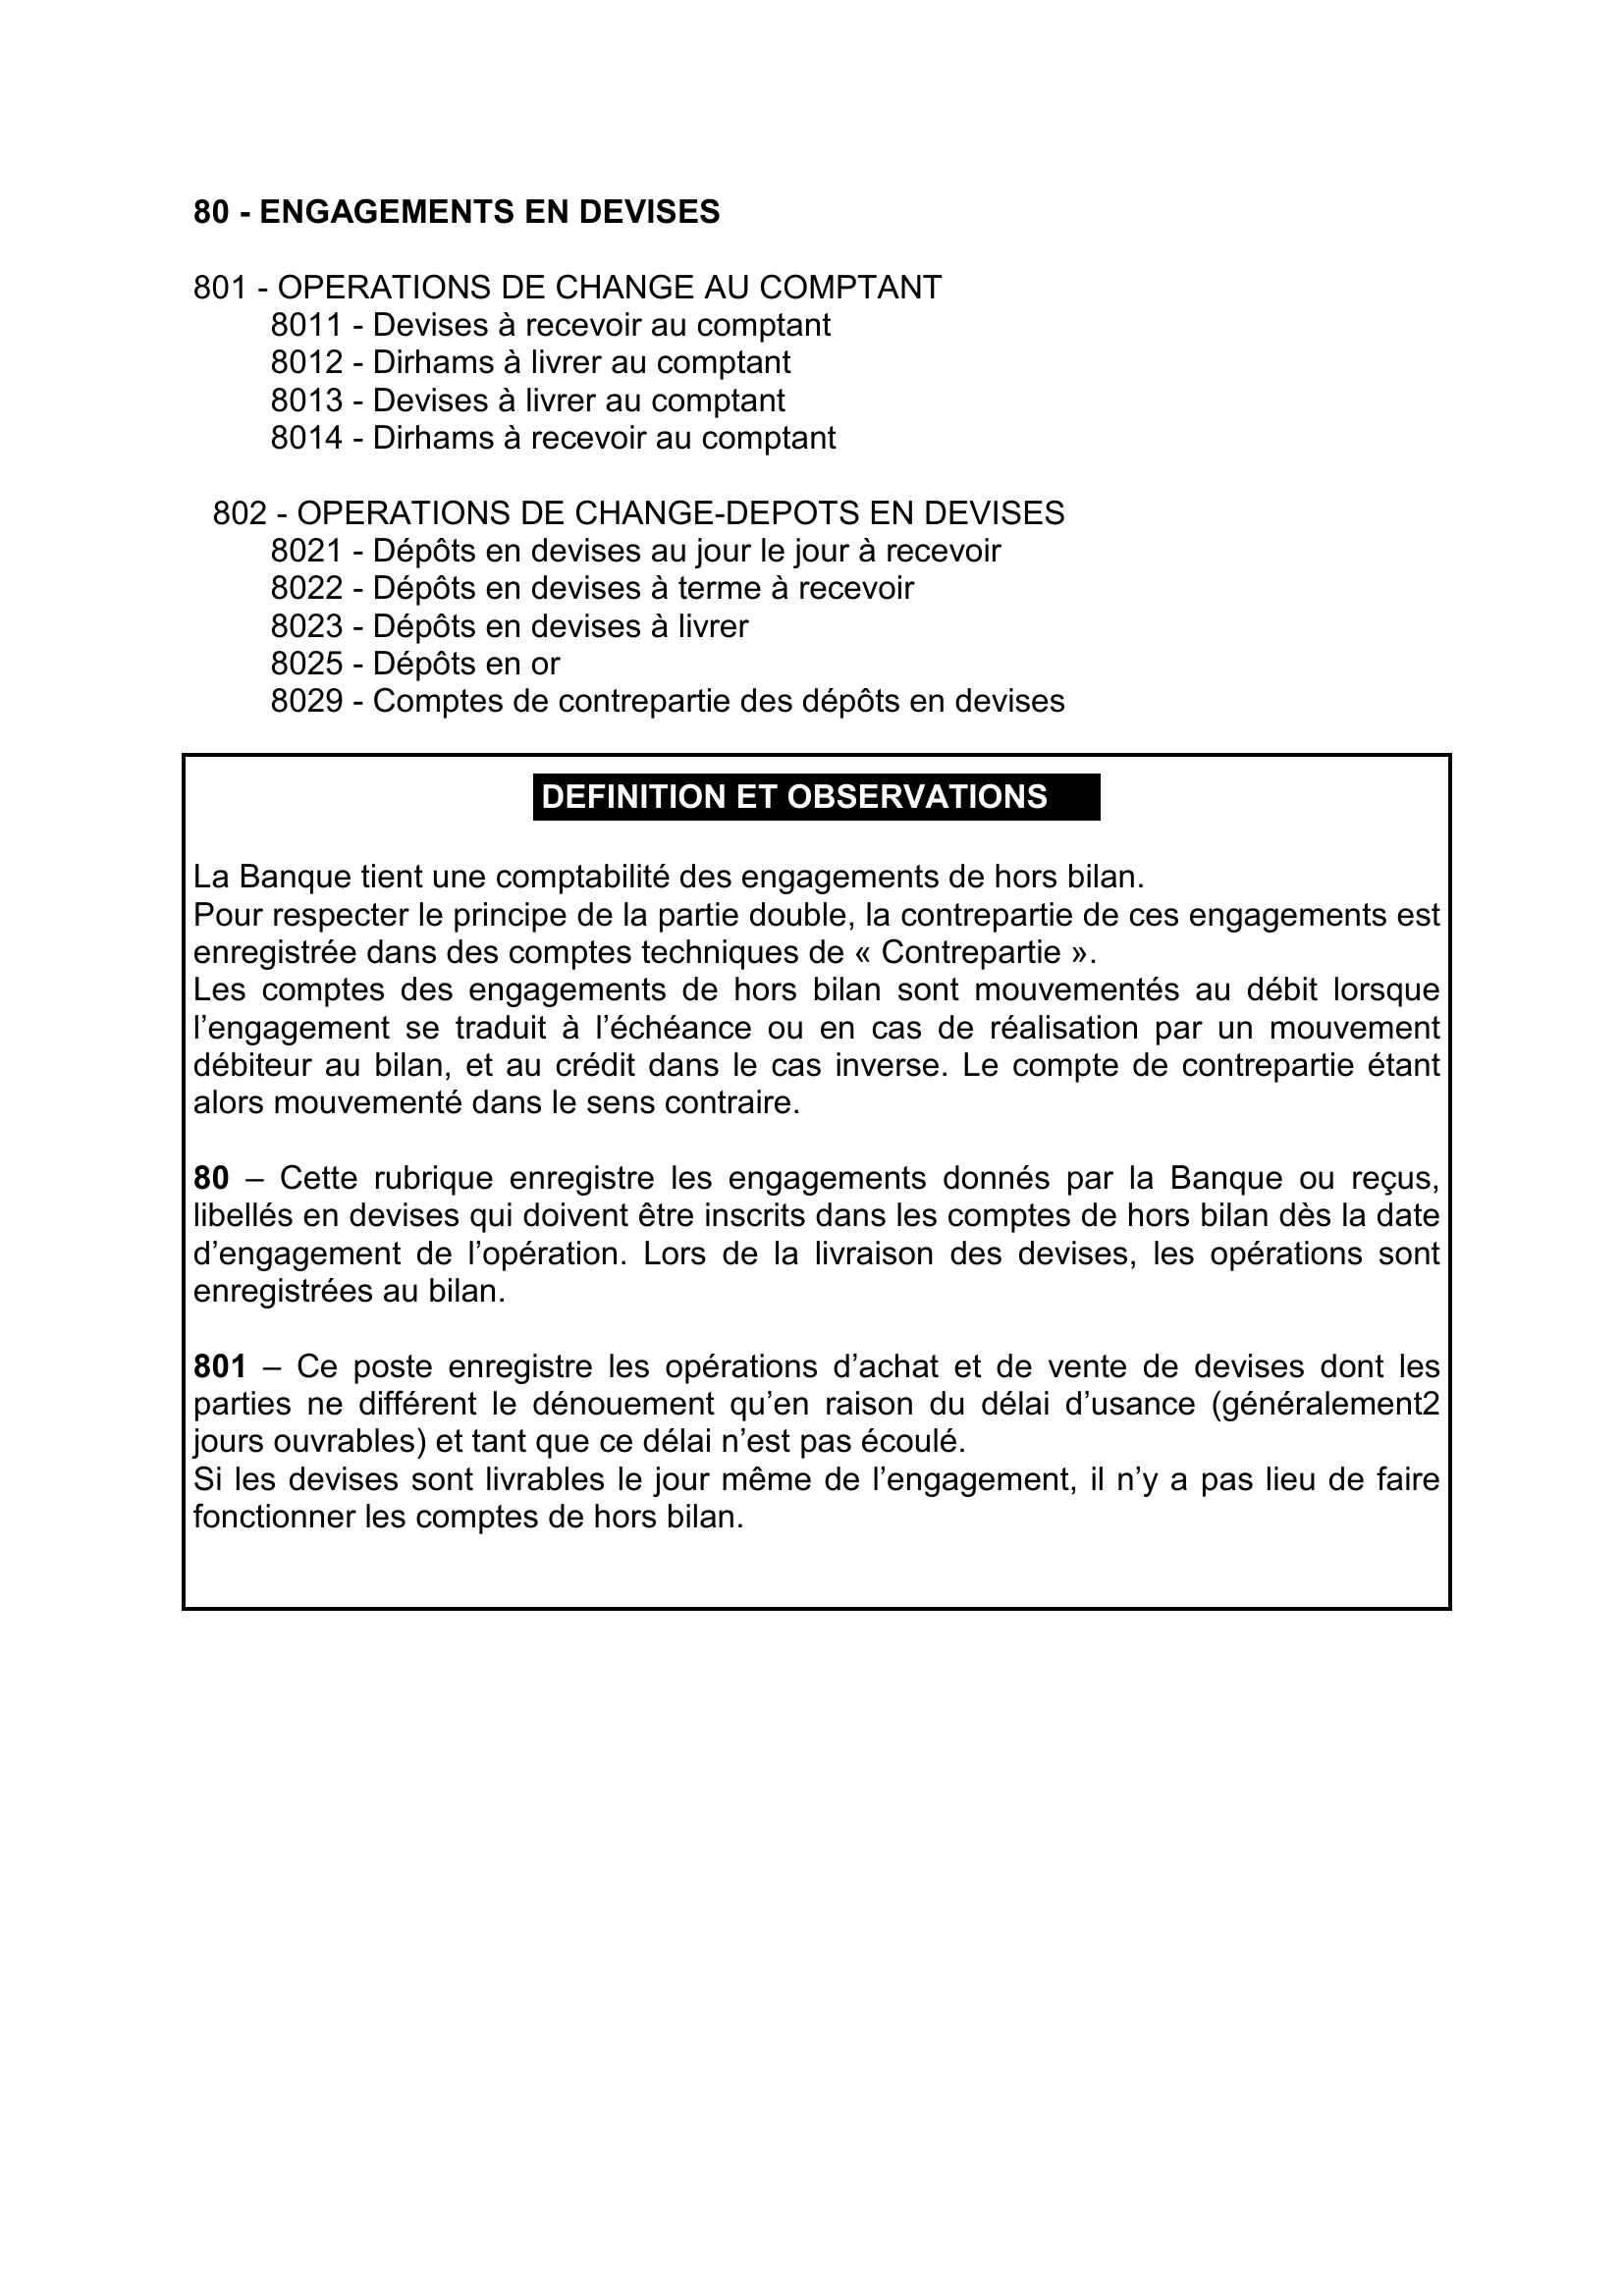 80 - ENGAGEMENTS EN DEVISES
801 - OPERATIONS DE CHANGE AU COMPTANT
8011 - Devises à recevoir au comptant
8012 - Dirhams à livrer au comptant
8013 - Devises à livrer au comptant
8014 - Dirhams à recevoir au comptant
802 - OPERATIONS DE CHANGE-DEPOTS EN DEVISES
8021 - Dépôts en devises au jour le jour à recevoir
8022 - Dépôts en devises à terme à recevoir
8023 - Dépôts en devises à livrer
8025 - Dépôts en or
8029 - Comptes de contrepartie des dépôts en devises
DEFINITION ET OBSERVATIONS
La Banque tient une comptabilité des engagements de hors bilan.
Pour respecter le principe de la partie double, la contrepartie de ces engagements est
enregistrée dans des comptes techniques de « Contrepartie ».
Les comptes des engagements de hors bilan sont mouvementés au débit lorsque
l’engagement se traduit à l’échéance ou en cas de réalisation par un mouvement
débiteur au bilan, et au crédit dans le cas inverse. Le compte de contrepartie étant
alors mouvementé dans le sens contraire.
80 – Cette rubrique enregistre les engagements donnés par la Banque ou reçus,
libellés en devises qui doivent être inscrits dans les comptes de hors bilan dès la date
d’engagement de l’opération. Lors de la livraison des devises, les opérations sont
enregistrées au bilan.
801 – Ce poste enregistre les opérations d’achat et de vente de devises dont les
parties ne différent le dénouement qu’en raison du délai d’usance (généralement2
jours ouvrables) et tant que ce délai n’est pas écoulé.
Si les devises sont livrables le jour même de l’engagement, il n’y a pas lieu de faire
fonctionner les comptes de hors bilan.